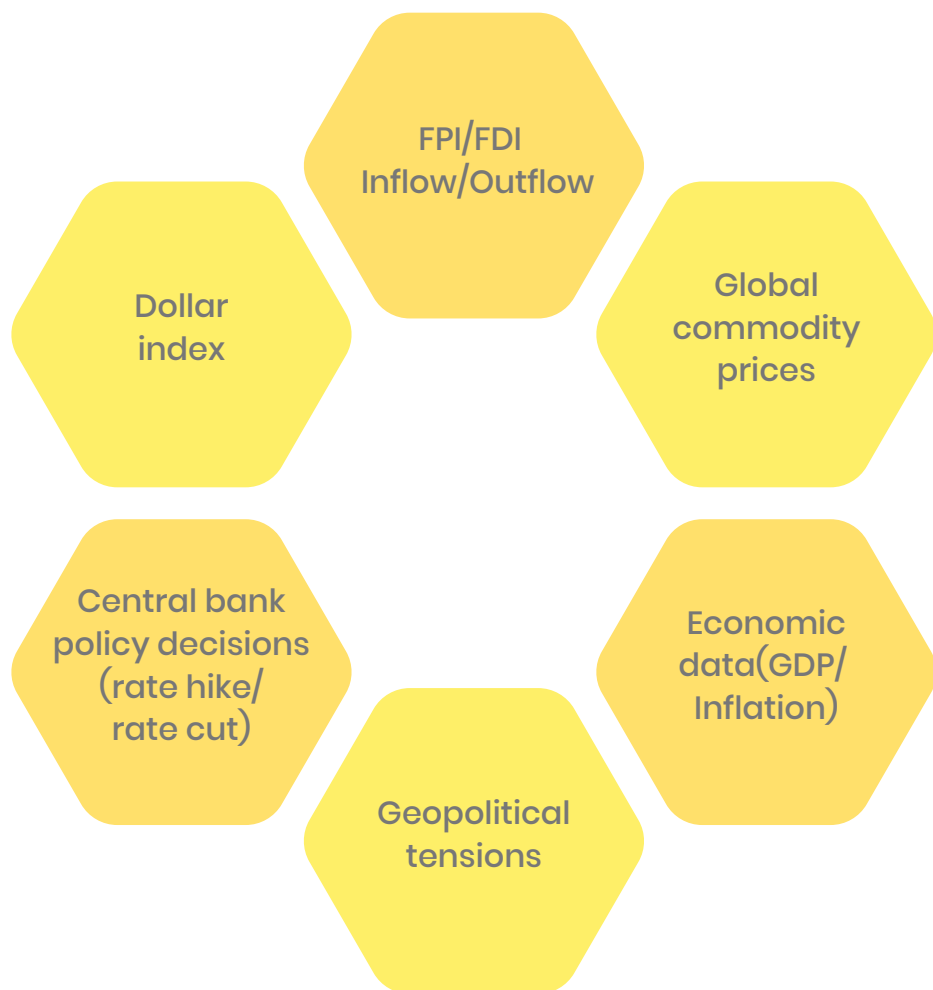 FPI/FDI
Inflow/Outflow
Dollar
index
Global
commodity
prices
Central bank
policy decisions
(rate hike/
rate cut)
Economic
data(GDP/
Inflation)
Geopolitical
tensions